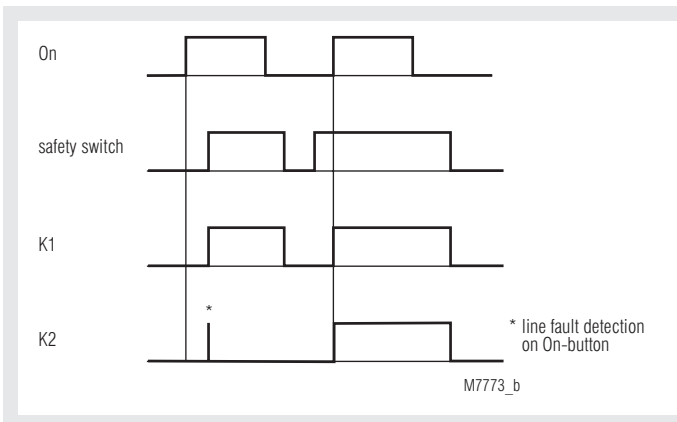 On
safety switch
K1
*
K2
* line fault detection
on On-button
M7773_b